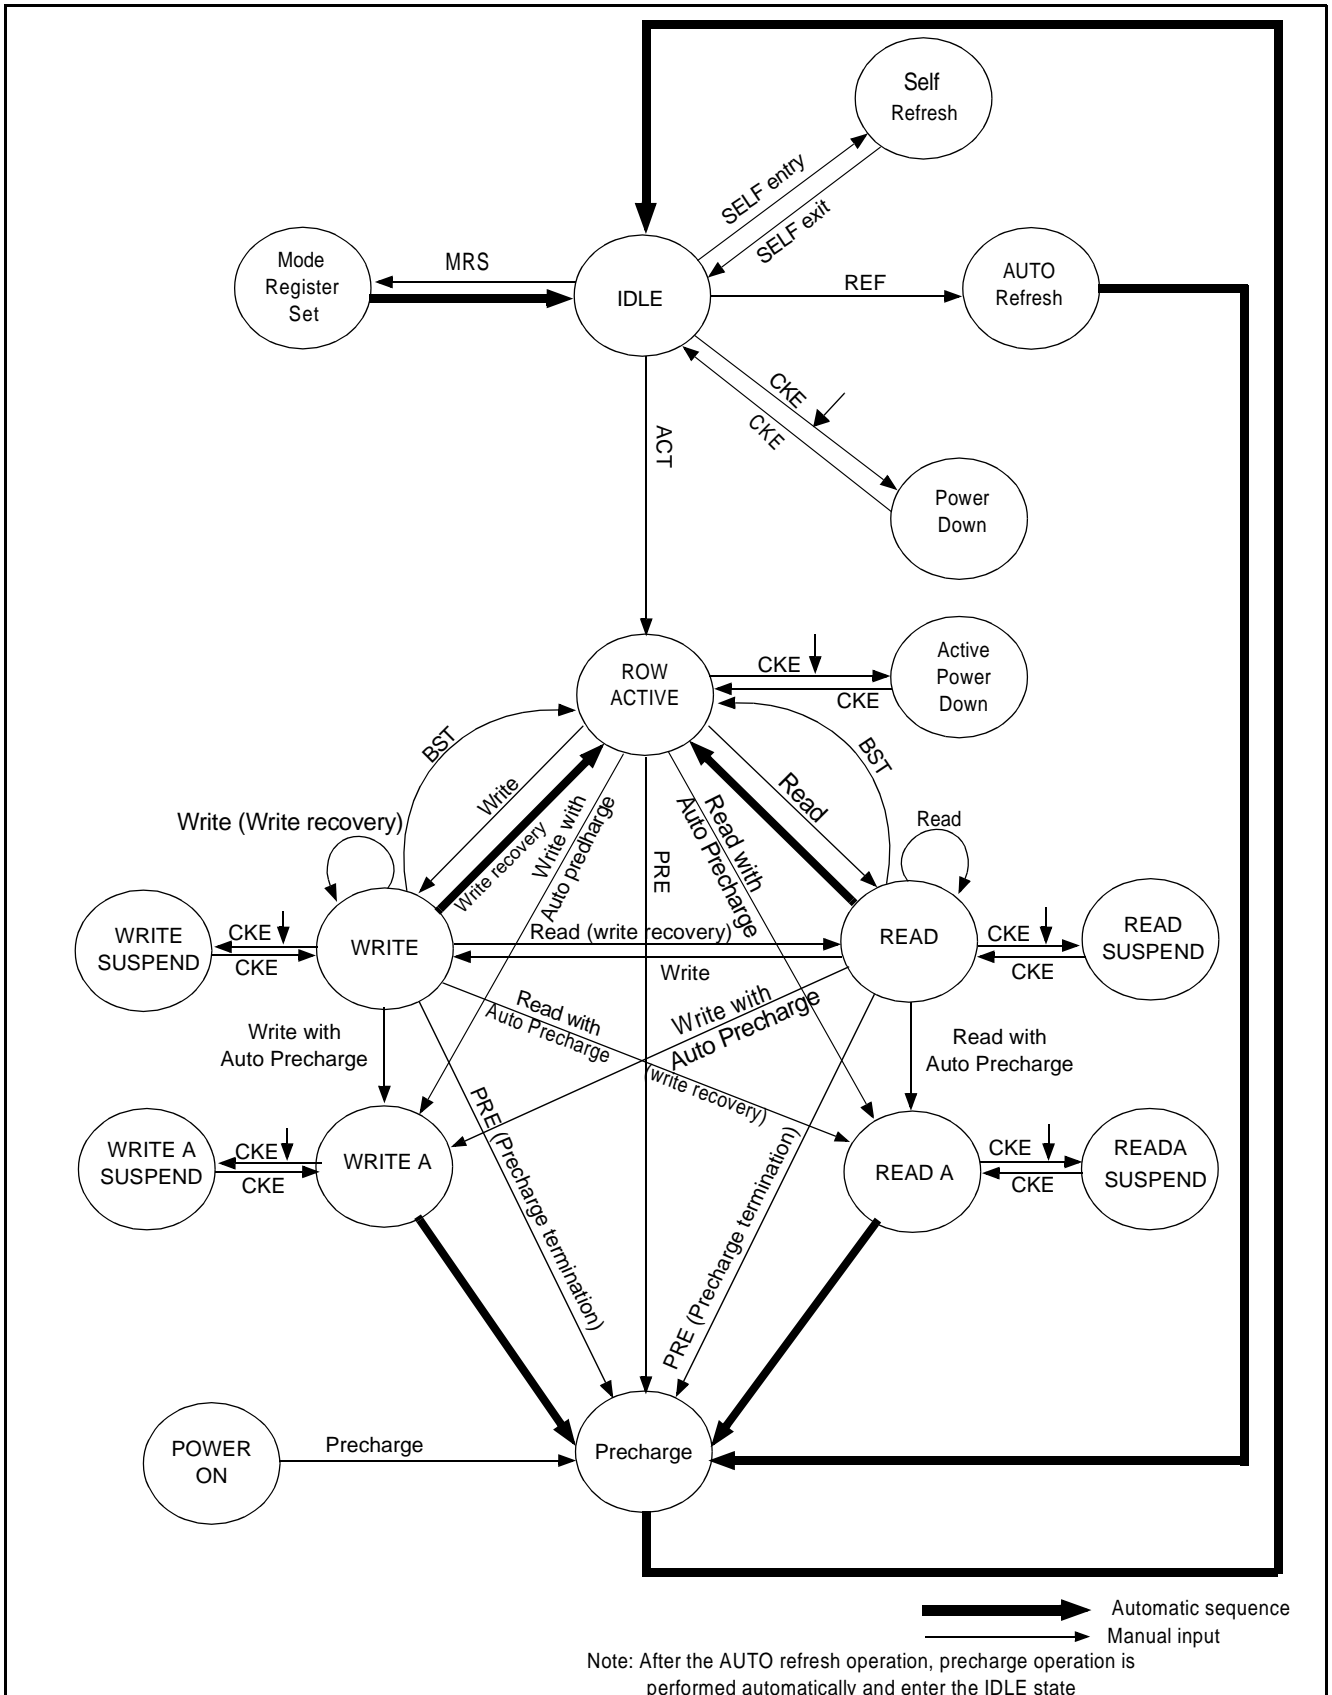 Self
Refresh
SELF entry
SELF exit
Mode
Register
Set
MRS
IDLE
REF
AUTO
Refresh
CKE
CKE
ACT
Power
Down
ROW
ACTIVE
CKE
CKE
Active
Power
Down
BST
Write
Write recovery
Write with
Auto predharge
PRE
Read with
Auto Precharge
Read
BST
Write (Write recovery)
Read
WRITE
SUSPEND
CKE
CKE
WRITE
Read (write recovery)
Write
READ
CKE
CKE
READ
SUSPEND
Write with
Auto Precharge
Read with
Auto Precharge
(write recovery)
Write with
Auto Precharge
Read with
Auto Precharge
WRITE A
SUSPEND
CKE
CKE
WRITE A
PRE (Precharge termination)
PRE (Precharge termination)
READ A
CKE
CKE
READA
SUSPEND
POWER
ON
Precharge
Precharge
Automatic sequence
Manual input
Note: After the AUTO refresh operation, precharge operation is
performed automatically and enter the IDLE state